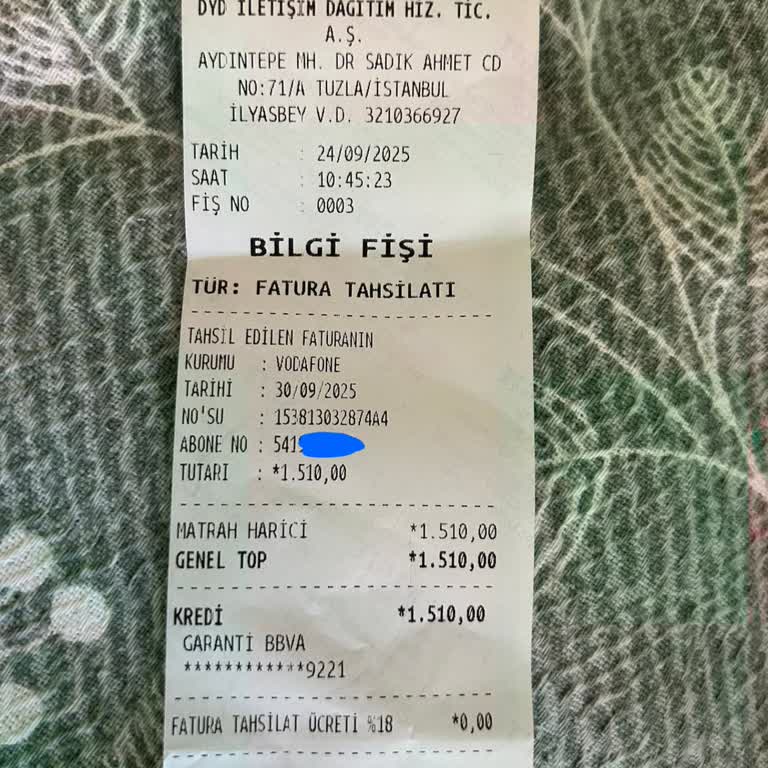 DYD İLETİŞİM DAĞITIM HİZ. TİC.
A.Ş.
AYDINTEPE MH. DR SADIK AHMET CD
NO:71/A TUZLA/İSTANBUL
İLYASBEY V.D. 3210366927
TARİH : 24/09/2025
SAAT : 10:45:23
FİŞ NO : 0003
BİLGİ FİŞİ
TÜR: FATURA TAHSİLATI
TAHSİL EDİLEN FATURANIN
KURUMU : VODAFONE
TARİHİ : 30/09/2025
NO'SU : 153813032874A4
ABONE NO : 541
TUTARI : *1.510,00
MATRAH HARİCİ *1.510,00
GENEL TOP *1.510,00
KREDİ *1.510,00
GARANTİ BBVA
************9221
FATURA TAHSİLAT ÜCRETİ %18 *0,00